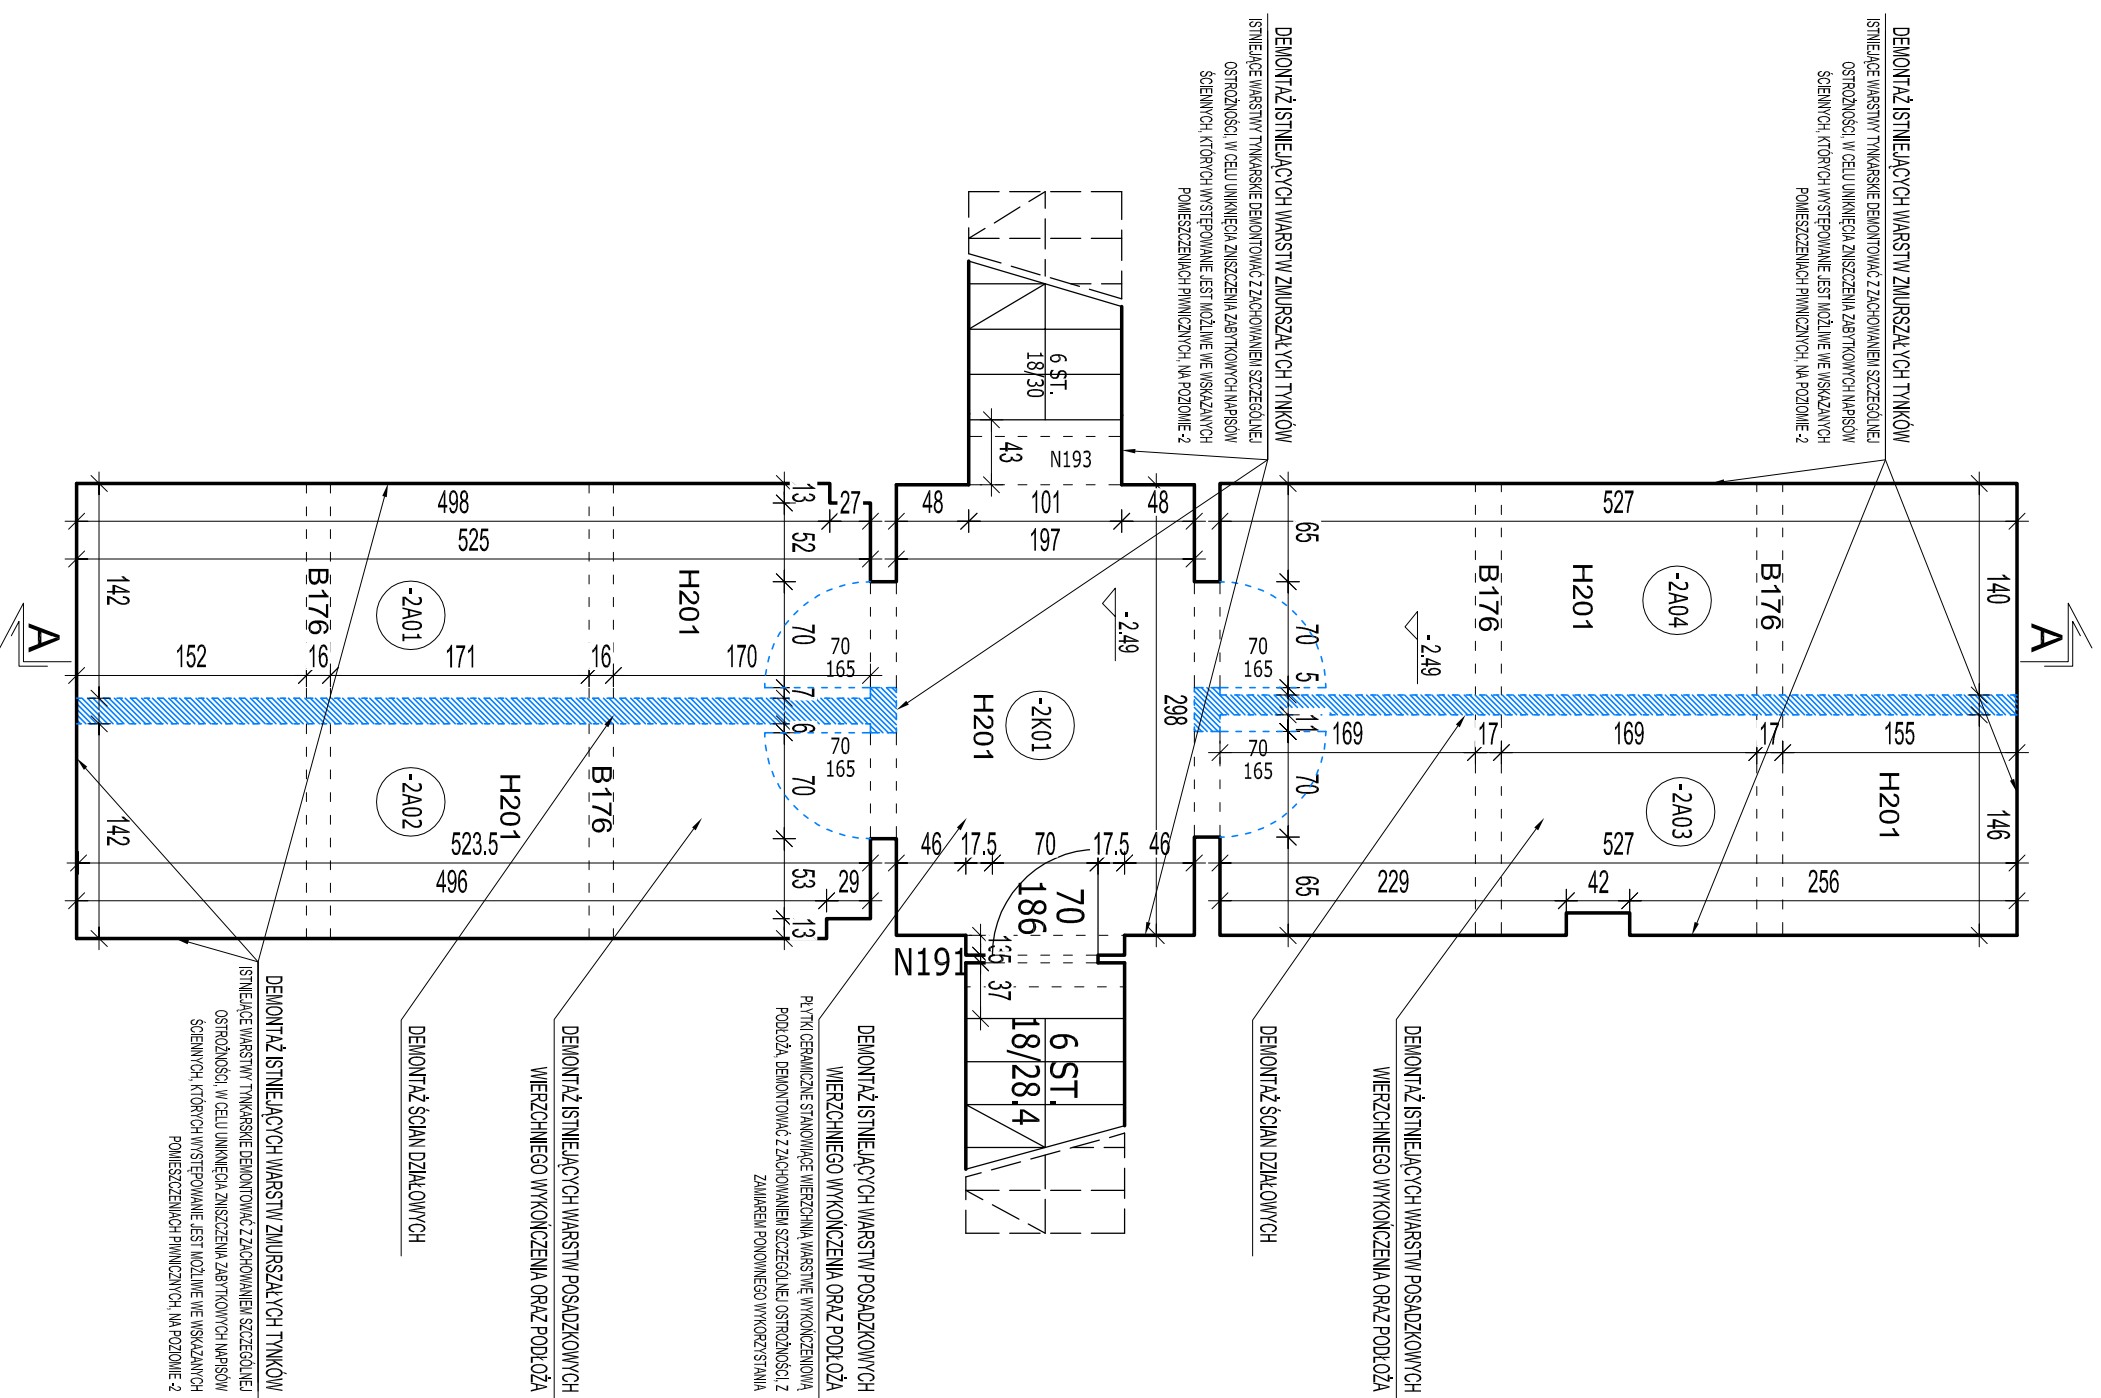 DEMONTAŻ ISTNIEJĄCYCH WARSTW ZMURSZAŁYCH TYNKÓW
ISTNIEJĄCE WARSTWY TYNKARSKIE DEMONTOWAĆ Z ZACHOWANIEM SZCZEGÓLNEJ
OSTROŻNOŚCI, W CELU UNIKNIĘCIA ZNISZCZENIA ZABYTKOWYCH NAPISÓW
ŚCIENNYCH, KTÓRYCH WYSTĘPOWANIE JEST MOŻLIWE WE WSKAZANYCH
POMIESZCZENIACH PIWNICZNYCH, NA POZIOMIE -2
DEMONTAŻ ISTNIEJĄCYCH WARSTW ZMURSZAŁYCH TYNKÓW
ISTNIEJĄCE WARSTWY TYNKARSKIE DEMONTOWAĆ Z ZACHOWANIEM SZCZEGÓLNEJ
OSTROŻNOŚCI, W CELU UNIKNIĘCIA ZNISZCZENIA ZABYTKOWYCH NAPISÓW
ŚCIENNYCH, KTÓRYCH WYSTĘPOWANIE JEST MOŻLIWE WE WSKAZANYCH
POMIESZCZENIACH PIWNICZNYCH, NA POZIOMIE -2
A
140
146
527
65
70
5
11
70
65
-2A04
B176
H201
B176
-2.49
70
165
70
165
169
17
169
17
155
-2A03
H201
527
229
42
256
6 ST.
18/30
43
N193
48
101
48
197
-2.49
298
-2K01
H201
46
17.5
70
17.5
46
70
186
13
5
N191
37
6 ST.
18/28.4
498
27
525
13
52
70
7
6
70
53
13
142
142
B176
-2A01
H201
70
165
70
165
152
16
171
16
170
-2A02
H201
B176
523.5
496
29
A
DEMONTAŻ ISTNIEJĄCYCH WARSTW POSADZKOWYCH
WIERZCHNIEGO WYKOŃCZENIA ORAZ PODŁOŻA
DEMONTAŻ ŚCIAN DZIAŁOWYCH
DEMONTAŻ ISTNIEJĄCYCH WARSTW POSADZKOWYCH
WIERZCHNIEGO WYKOŃCZENIA ORAZ PODŁOŻA
PŁYTKI CERAMICZNE STANOWIĄCE WIERZCHNIĄ WARSTWĘ WYKOŃCZENIOWĄ
PODŁOŻA, DEMONTOWAĆ Z ZACHOWANIEM SZCZEGÓLNEJ OSTROŻNOŚCI, Z
ZAMIAREM PONOWNEGO WYKORZYSTANIA
DEMONTAŻ ISTNIEJĄCYCH WARSTW POSADZKOWYCH
WIERZCHNIEGO WYKOŃCZENIA ORAZ PODŁOŻA
DEMONTAŻ ŚCIAN DZIAŁOWYCH
DEMONTAŻ ISTNIEJĄCYCH WARSTW ZMURSZAŁYCH TYNKÓW
ISTNIEJĄCE WARSTWY TYNKARSKIE DEMONTOWAĆ Z ZACHOWANIEM SZCZEGÓLNEJ
OSTROŻNOŚCI, W CELU UNIKNIĘCIA ZNISZCZENIA ZABYTKOWYCH NAPISÓW
ŚCIENNYCH, KTÓRYCH WYSTĘPOWANIE JEST MOŻLIWE WE WSKAZANYCH
POMIESZCZENIACH PIWNICZNYCH, NA POZIOMIE -2